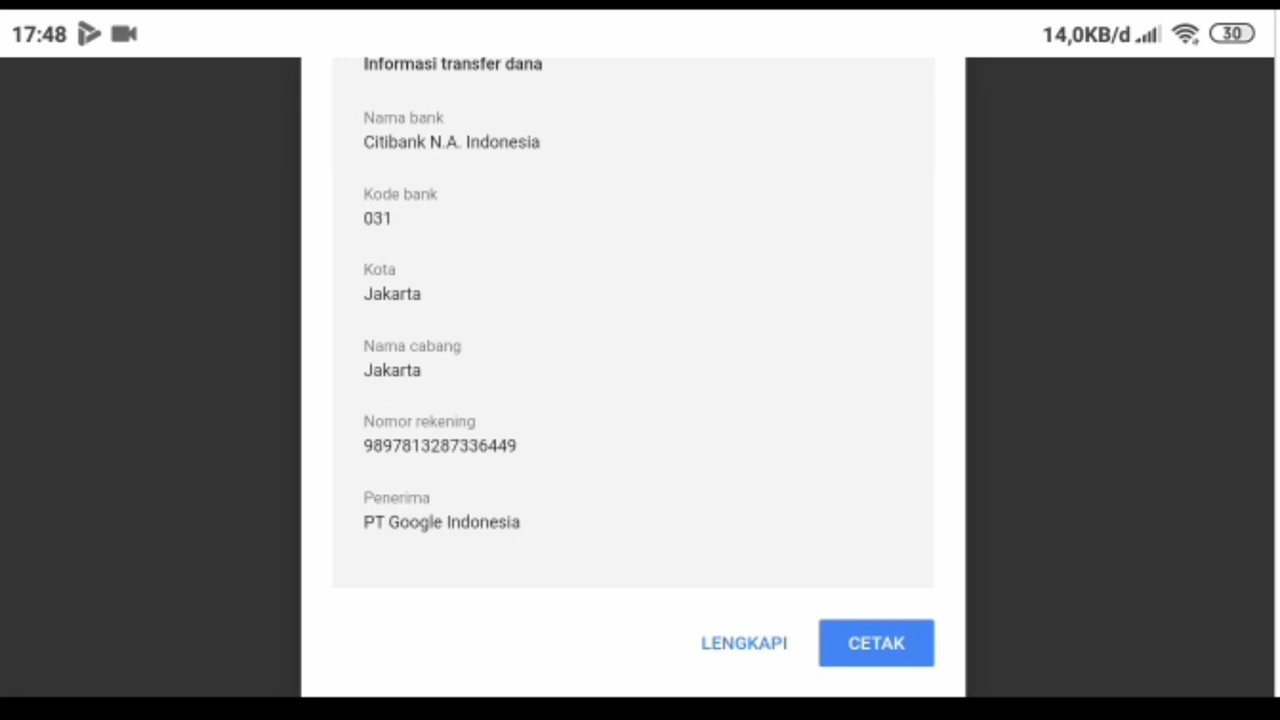 17:48
14,0KB/d
30
Informasi transfer dana
Nama bank
Citibank N.A. Indonesia
Kode bank
031
Kota
Jakarta
Nama cabang
Jakarta
Nomor rekening
9897813287336449
Penerima
PT Google Indonesia
LENGKAPI
CETAK